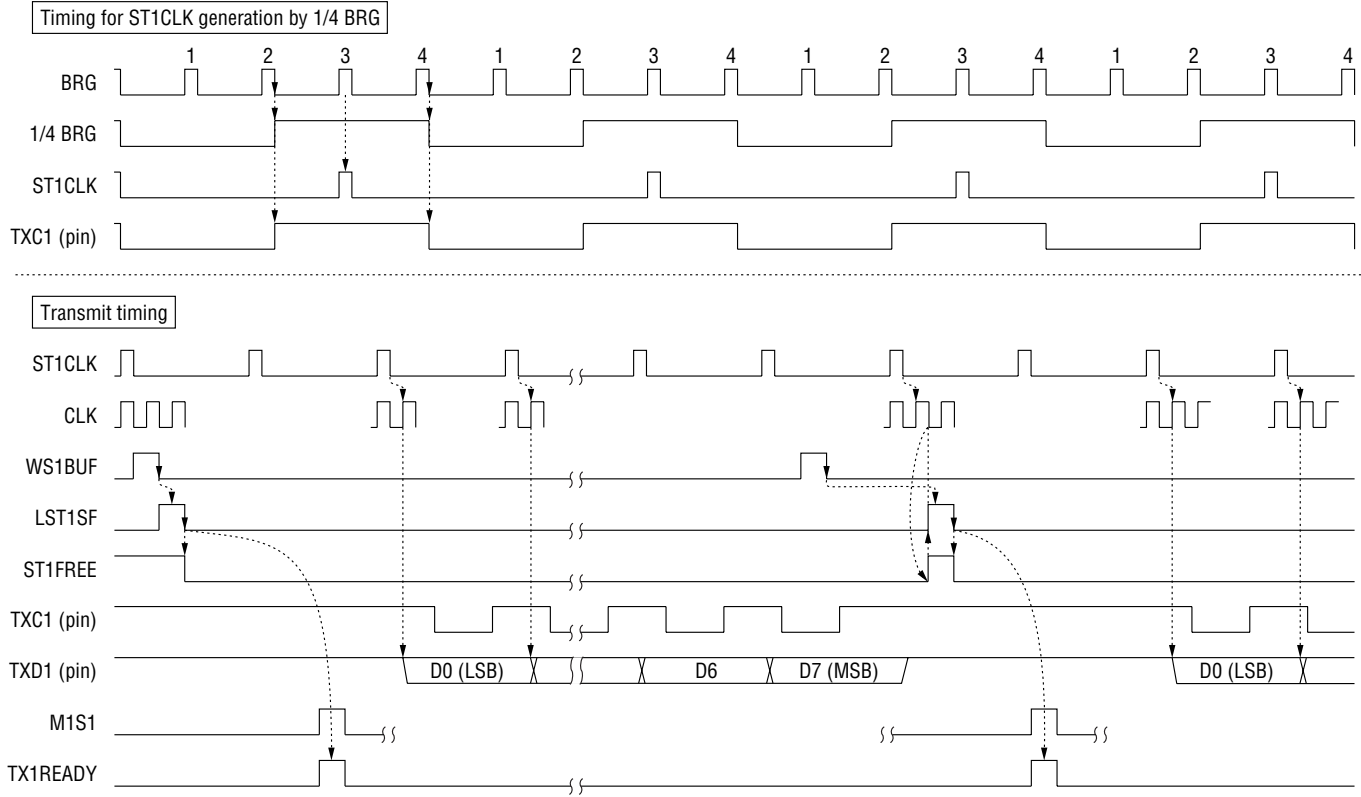 Timing for ST1CLK generation by 1/4 BRG
1 2 3 4 1 2 3 4 1 2 3 4 1 2 3 4
BRG
1/4 BRG
ST1CLK
TXC1 (pin)
Transmit timing
ST1CLK
CLK
WS1BUF
LST1SF
ST1FREE
TXC1 (pin)
TXD1 (pin) D0 (LSB) D6 D7 (MSB) D0 (LSB)
M1S1
TX1READY